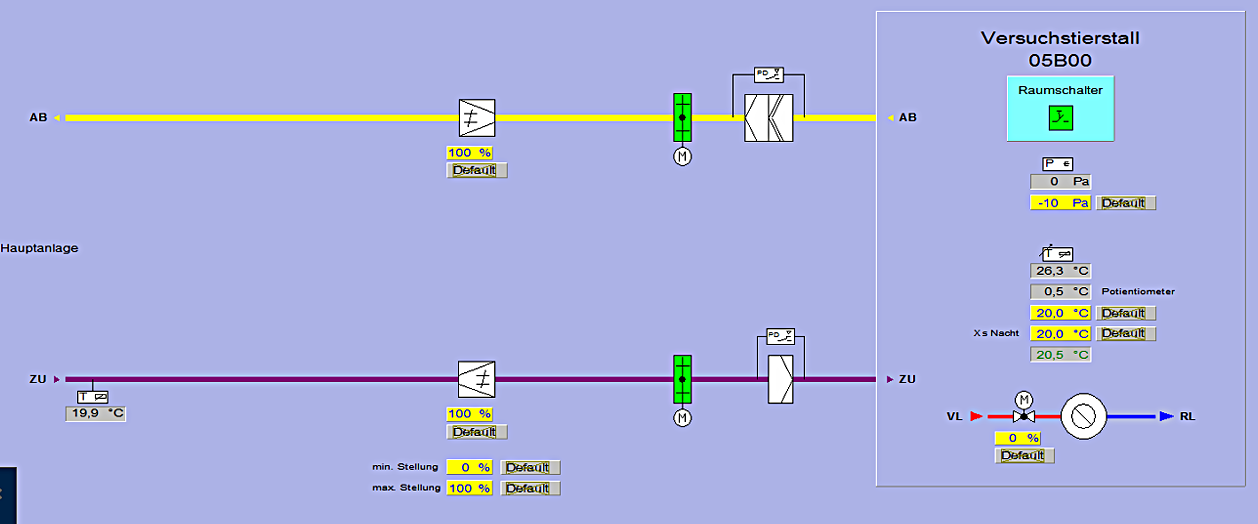 Versuchstierstall
05B00
Raumschalter
PD
AB
AB
100 %
Default
M
P
0 Pa
-10 Pa Default
Hauptanlage
T
26,3 °C
0,5 °C Potientiometer
20,0 °C Default
Xs Nacht 20,0 °C Default
20,5 °C
PD
ZU
ZU
T
19,9 °C
100 %
Default
M
M
VL
RL
0 %
Default
min. Stellung 0 % Default
max. Stellung 100 % Default